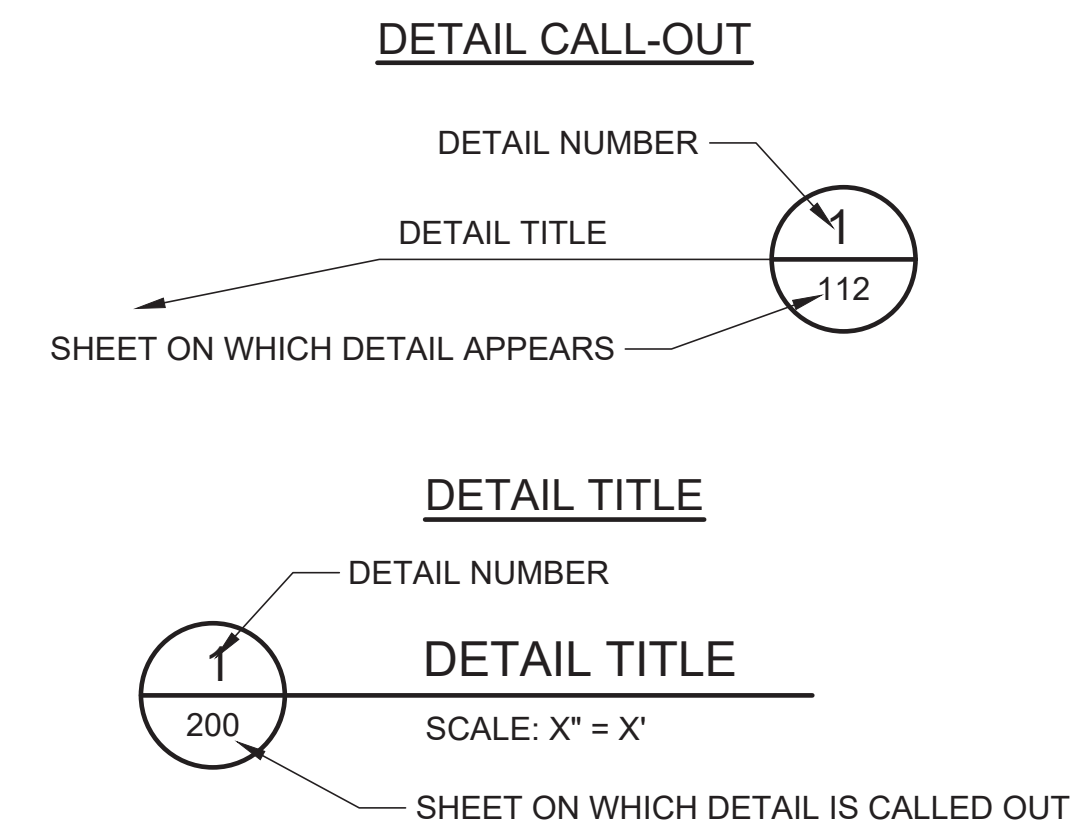 DETAIL CALL-OUT
DETAIL NUMBER
1
DETAIL TITLE
112
SHEET ON WHICH DETAIL APPEARS
DETAIL TITLE
DETAIL NUMBER
1
DETAIL TITLE
200
SCALE: X" = X'
SHEET ON WHICH DETAIL IS CALLED OUT